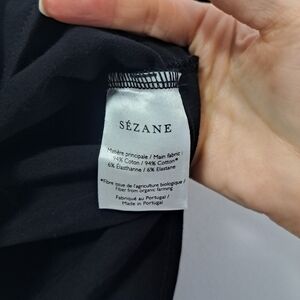 SÉZANE
Matière principale / Main fabric:
94% Coton / 94% Cotton*
6% Elasthane / 6% Elastane
*Fibre issue de l'agriculture biologique /
Fiber from organic farming
Fabriqué au Portugal /
Made in Portugal